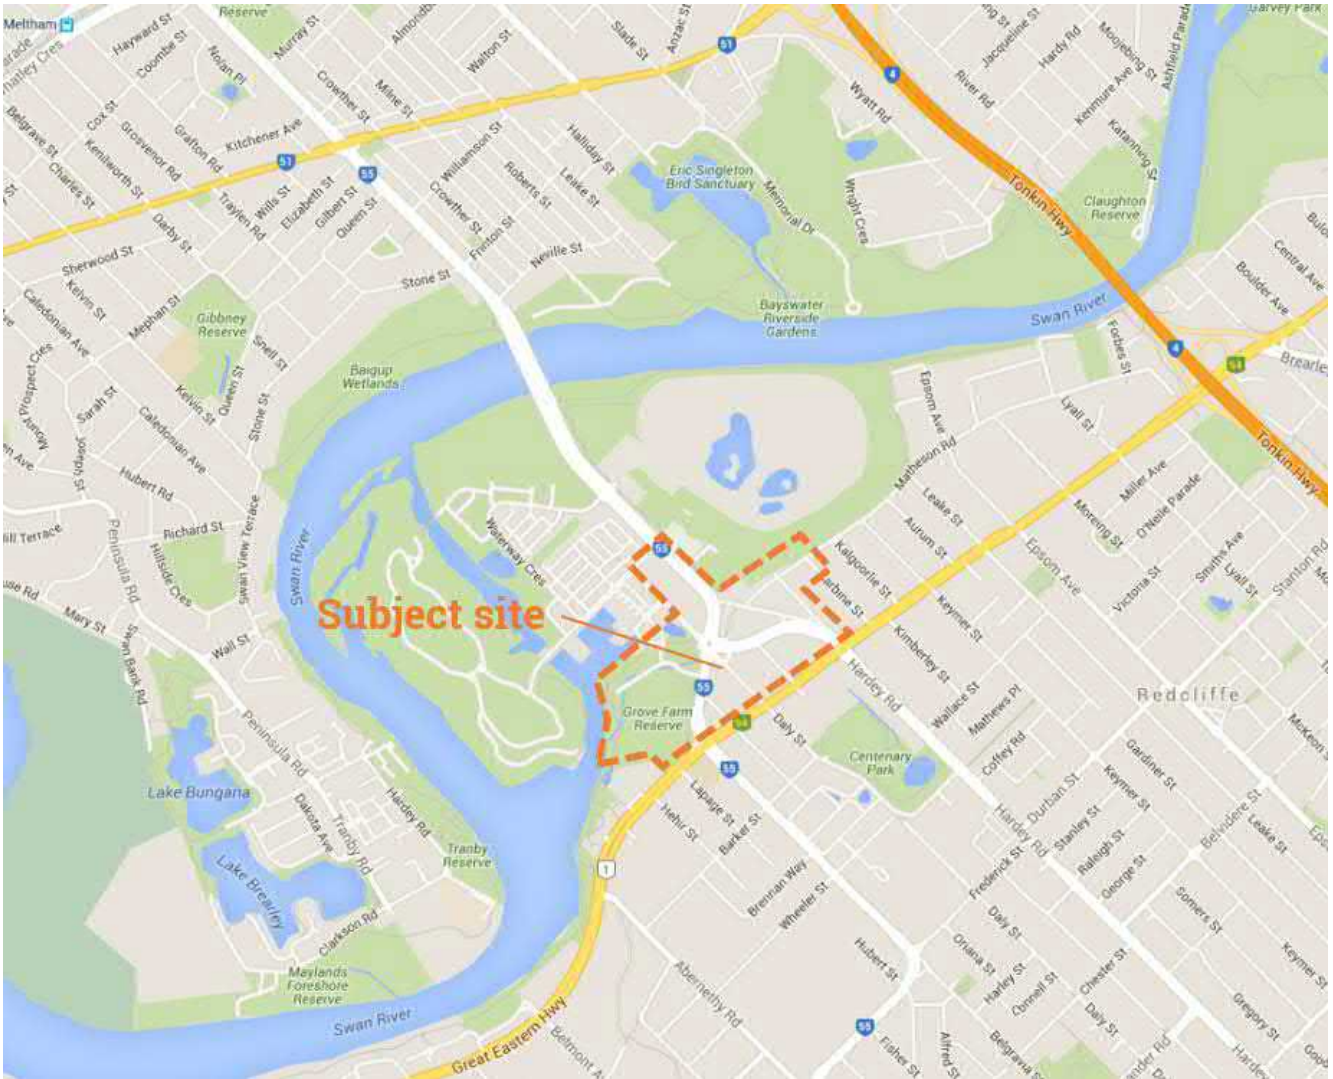 Meltham
Reserve
Hayward St
Coombe St
Nolan Pl
Murray St
Crowther St
Milne St
Walton St
Slade St
Anzac St
51
4
Jacqueline St
Hardy Rd
Moojebing St
Ashfield Parade
Garvey Park
River Rd
Kenmure Ave
Wyatt Rd
Katanning St
Belgrave St
Cox St
Charles St
Kenilworth St
Grosvenor Rd
Grafton Rd
Kitchener Ave
51
55
Williamson St
Halliday St
Roberts St
Leake St
Eric Singleton
Bird Sanctuary
Memorial Dr
Wright Cres
Tonkin Hwy
Claughton
Reserve
Darby St
Traylen Rd
Wills St
Elizabeth St
Gilbert St
Queen St
Crowther St
Frinton St
Neville St
Stone St
Sherwood St
Kelvin St
Mephan St
Caledonian Ave
Gibbney
Reserve
Snell St
Queen St
Stone St
Bayswater
Riverside
Gardens
Swan River
Central Ave
Boulder Ave
Forbes St
4
Prospect Cres
Mount
Sarah St
Joseph St
Kelvin St
Caledonian Ave
Baigup
Wetlands
Epsom Ave
Lyall St
Matheson Rd
Tonkin Hwy
Hubert Rd
Richard St
Peninsula Rd
Hillside Cres
Swan View Terrace
Swan River
Waterway Cres
55
Leake St
Aurum St
Kalgoorlie St
Moreing St
Miller Ave
O'Neile Parade
Epsom Ave
Victoria St
Smiths Ave
Lyall St
Stanton Rd
Subject site
Mary St
Swan Bank Rd
Wall St
Keymer St
Kimberley St
Wallace St
Mathews Pl
Hardey Rd
Coffey Rd
Redcliffe
55
Grove Farm
Reserve
Daly St
Centenary
Park
Peninsula Rd
Lake Bungana
Dakota Ave
Tranby Rd
Hardey Rd
Tranby
Reserve
55
Lapage St
Hehir St
Barker St
Durban St
Hardey Rd
Stanley St
Keymer St
Gardiner St
Raleigh St
George St
Belvidere St
Leake St
1
Lake Brearley
Clarkson Rd
Brennan Way
Wheeler St
Frederick St
Daly St
Somers St
Keymer St
Maylands
Foreshore
Reserve
Swan River
Great Eastern Hwy
Abernethy Rd
Hubert St
55
Oriana St
Harley St
Connell St
Chester St
Daly St
Gregory St
Fisher St
Alfred St